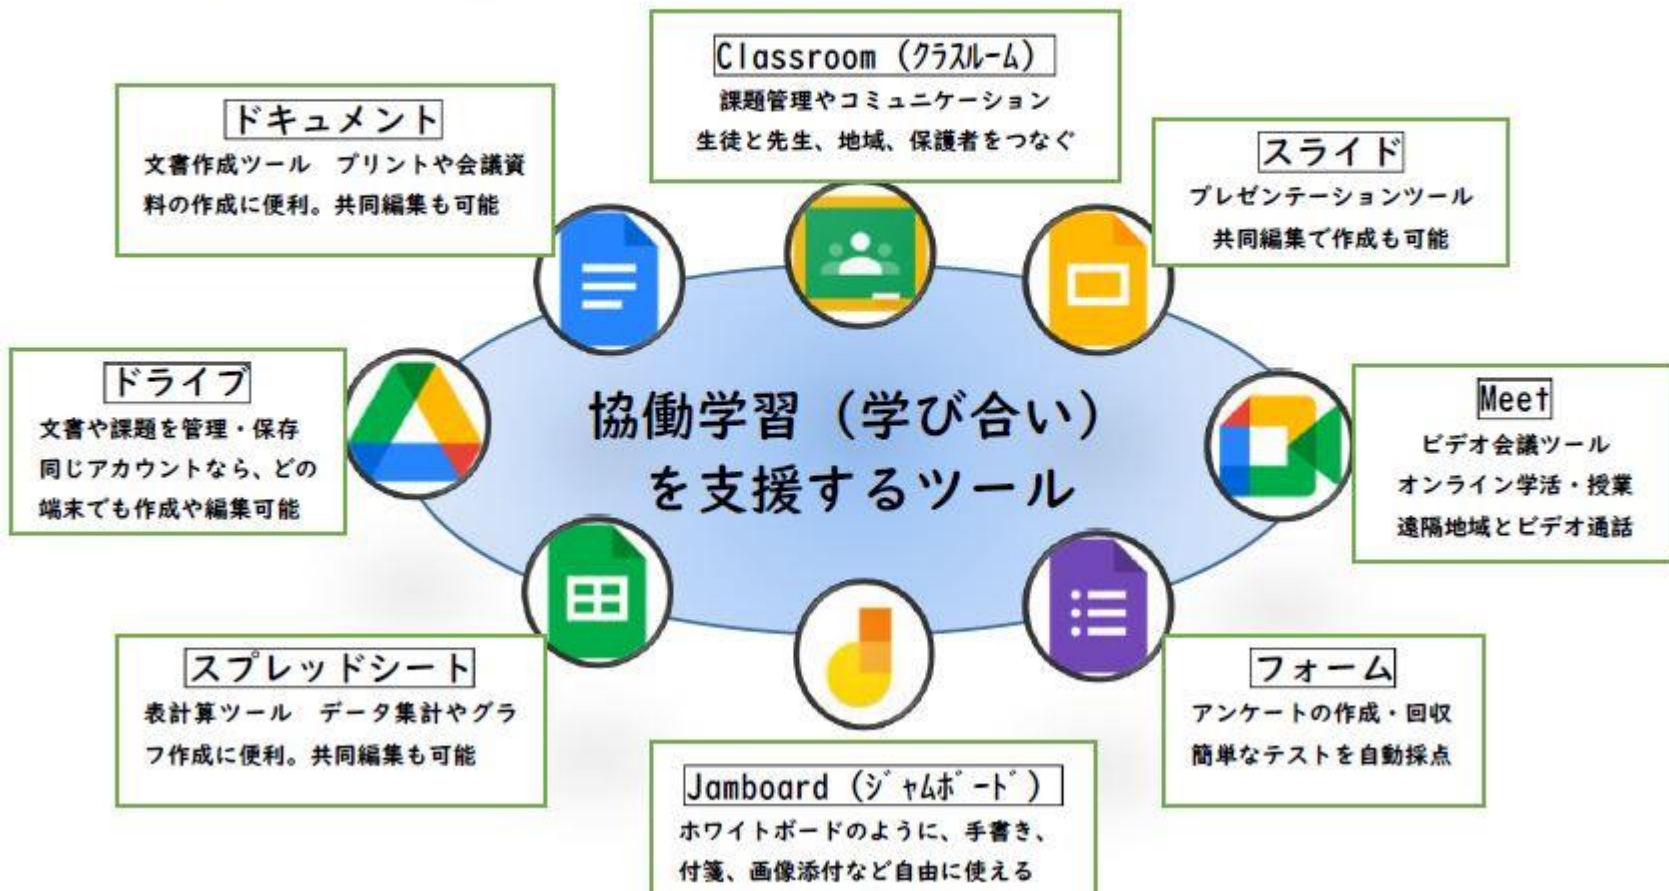 Classroom (クラスルーム)
課題管理やコミュニケーション
生徒と先生、地域、保護者をつなぐ
ドキュメント
文書作成ツール　プリントや会議資
料の作成に便利。共同編集も可能
スライド
プレゼンテーションツール
共同編集で作成も可能
ドライブ
文書や課題を管理・保存
同じアカウントなら、どの
端末でも作成や編集可能
協働学習（学び合い）
を支援するツール
Meet
ビデオ会議ツール
オンライン学活・授業
遠隔地域とビデオ通話
スプレッドシート
表計算ツール　データ集計やグラ
フ作成に便利。共同編集も可能
Jamboard (ｼﾞｬﾑﾎﾞｰﾄﾞ)
ホワイトボードのように、手書き、
付箋、画像添付など自由に使える
フォーム
アンケートの作成・回収
簡単なテストを自動採点